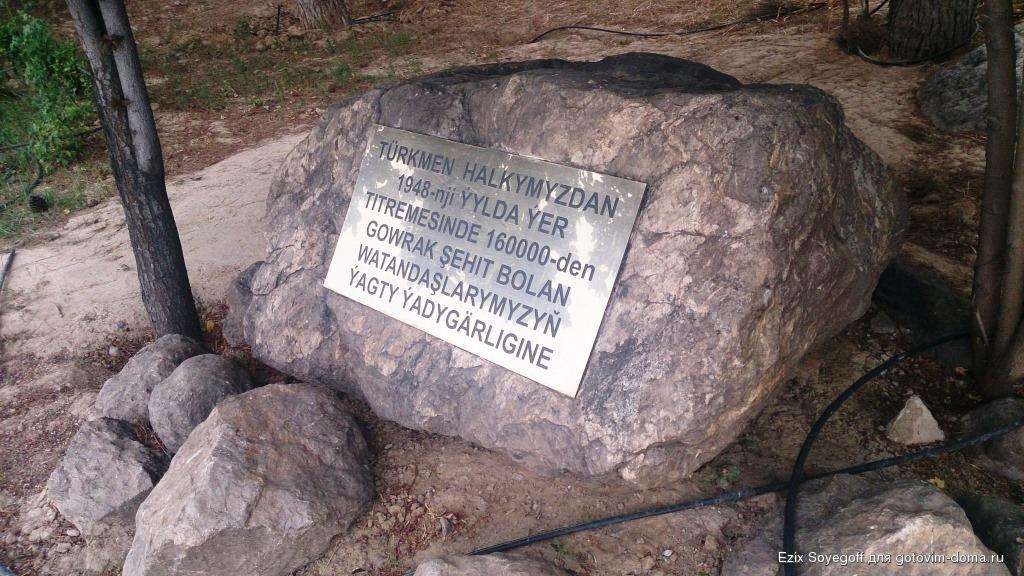 TÜRKMEN HALKYMYZDAN
1948-nji ÝYLDA YER
TITREMESINDE 160000-den
GOWRAK ŞEHIT BOLAN
WATANDAŞLARYMYZYŇ
ÝAGTY ÝADYGÄRLIGINE
Ezix Soyegoff для gotovim-doma.ru